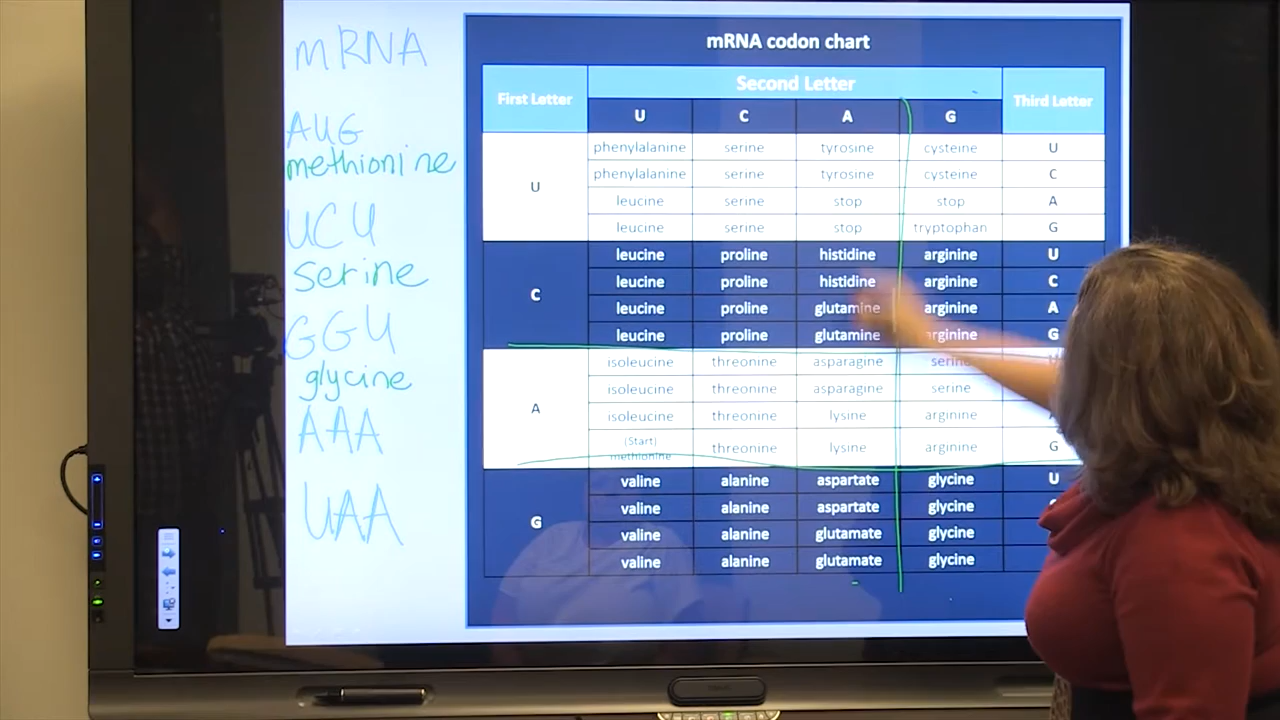 mRNA
AUG
methionine
UCU
serine
GGU
glycine
AAA
UAA
mRNA codon chart
First Letter Second Letter Third Letter
U C A G
U
phenylalanine serine tyrosine cysteine U
phenylalanine serine tyrosine cysteine C
leucine serine stop stop A
leucine serine stop tryptophan G
C
leucine proline histidine arginine U
leucine proline histidine arginine C
leucine proline glutamine arginine A
leucine proline glutamine arginine G
A
isoleucine threonine asparagine serine
isoleucine threonine asparagine serine
isoleucine threonine lysine arginine
(Start)
methionine threonine lysine arginine G
G
valine alanine aspartate glycine U
valine alanine aspartate glycine
valine alanine glutamate glycine
valine alanine glutamate glycine